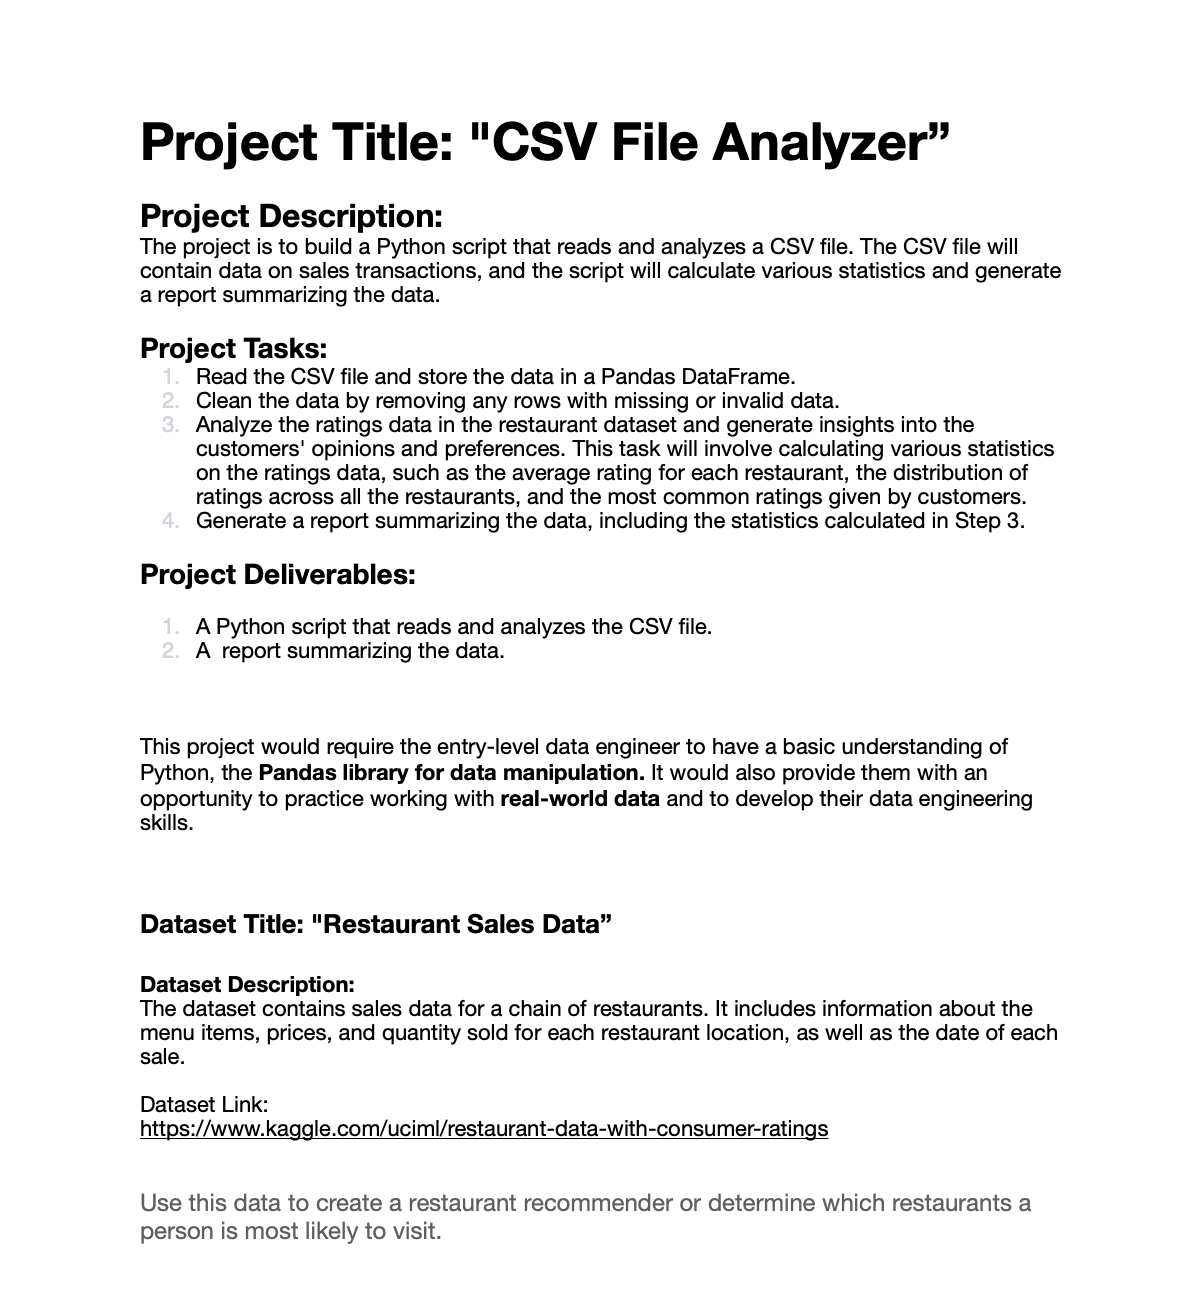 Project Title: "CSV File Analyzer”
Project Description:
The project is to build a Python script that reads and analyzes a CSV file. The CSV file will
contain data on sales transactions, and the script will calculate various statistics and generate
a report summarizing the data.
Project Tasks:
1. Read the CSV file and store the data in a Pandas DataFrame.
2. Clean the data by removing any rows with missing or invalid data.
3. Analyze the ratings data in the restaurant dataset and generate insights into the
customers' opinions and preferences. This task will involve calculating various statistics
on the ratings data, such as the average rating for each restaurant, the distribution of
ratings across all the restaurants, and the most common ratings given by customers.
4. Generate a report summarizing the data, including the statistics calculated in Step 3.
Project Deliverables:
1. A Python script that reads and analyzes the CSV file.
2. A  report summarizing the data.
This project would require the entry-level data engineer to have a basic understanding of
Python, the Pandas library for data manipulation. It would also provide them with an
opportunity to practice working with real-world data and to develop their data engineering
skills.
Dataset Title: "Restaurant Sales Data”
Dataset Description:
The dataset contains sales data for a chain of restaurants. It includes information about the
menu items, prices, and quantity sold for each restaurant location, as well as the date of each
sale.
Dataset Link:
https://www.kaggle.com/uciml/restaurant-data-with-consumer-ratings
Use this data to create a restaurant recommender or determine which restaurants a
person is most likely to visit.